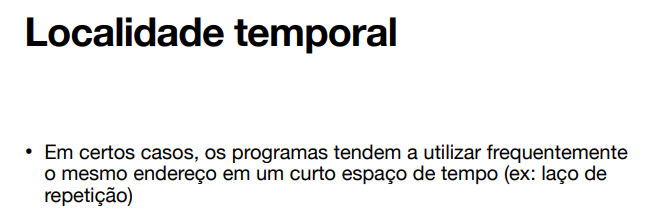 Localidade temporal
• Em certos casos, os programas tendem a utilizar frequentemente
o mesmo endereço em um curto espaço de tempo (ex: laço de
repetição)